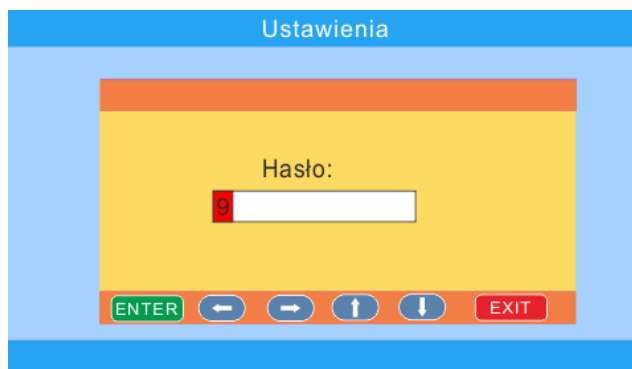 Ustawienia
Hasło:
9
ENTER ← → ↑ ↓ EXIT